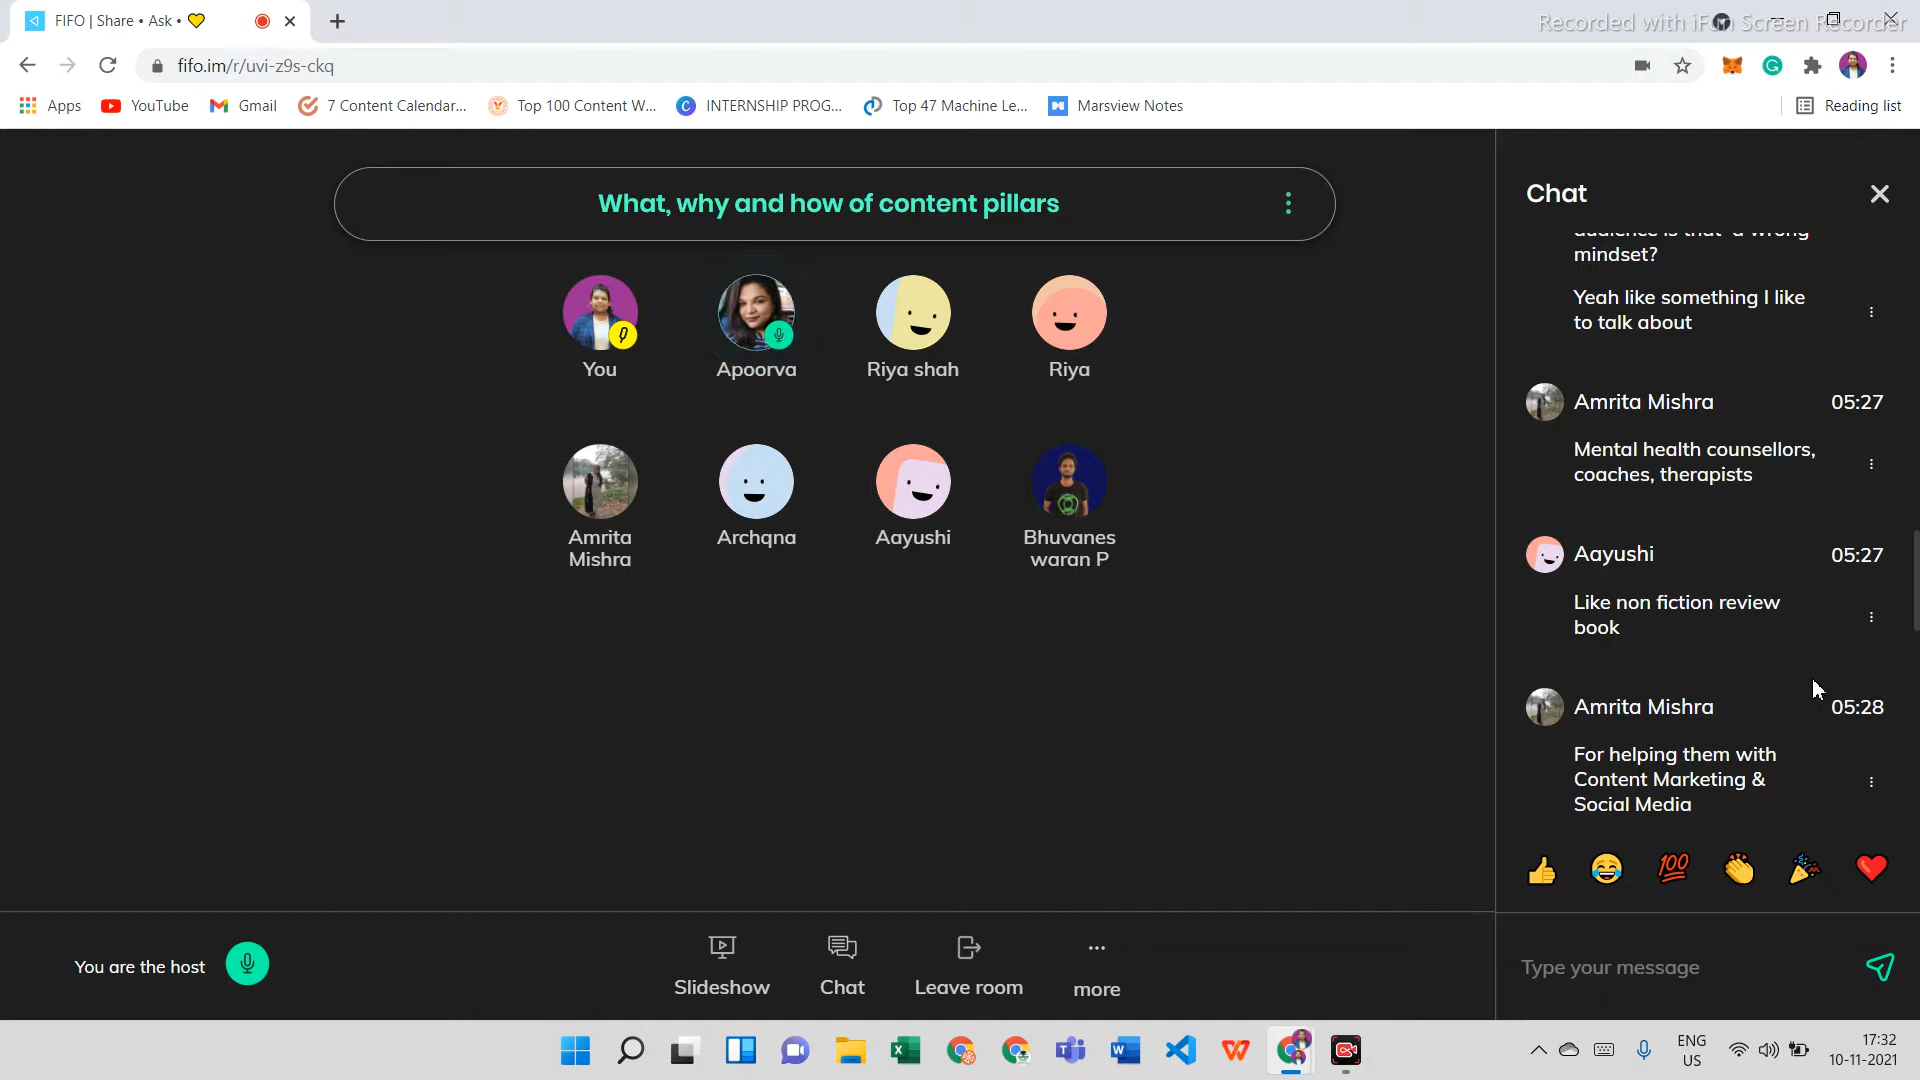 FIFO | Share • Ask • 💛
Recorded with iFun Screen Recorder
fifo.im/r/uvi-z9s-ckq
Apps
YouTube
Gmail
7 Content Calendar...
Top 100 Content W...
INTERNSHIP PROG...
Top 47 Machine Le...
Marsview Notes
Reading list
What, why and how of content pillars
You
Apoorva
Riya shah
Riya
Amrita
Mishra
Archqna
Aayushi
Bhuvanes
waran P
Chat
audience is that a wrong
mindset?
Yeah like something I like
to talk about
Amrita Mishra 05:27
Mental health counsellors,
coaches, therapists
Aayushi 05:27
Like non fiction review
book
Amrita Mishra 05:28
For helping them with
Content Marketing &
Social Media
👍 😂 💯 👏 🎉 ❤️
Type your message
You are the host
Slideshow
Chat
Leave room
more
ENG
US
17:32
10-11-2021